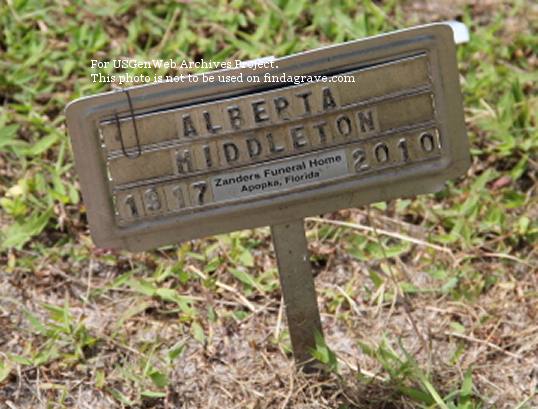 For USGenWeb Archives Project.
This photo is not to be used on findagrave.com
ALBERTA
MIDDLETON
1917 Zanders Funeral Home 2010
Apopka, Florida